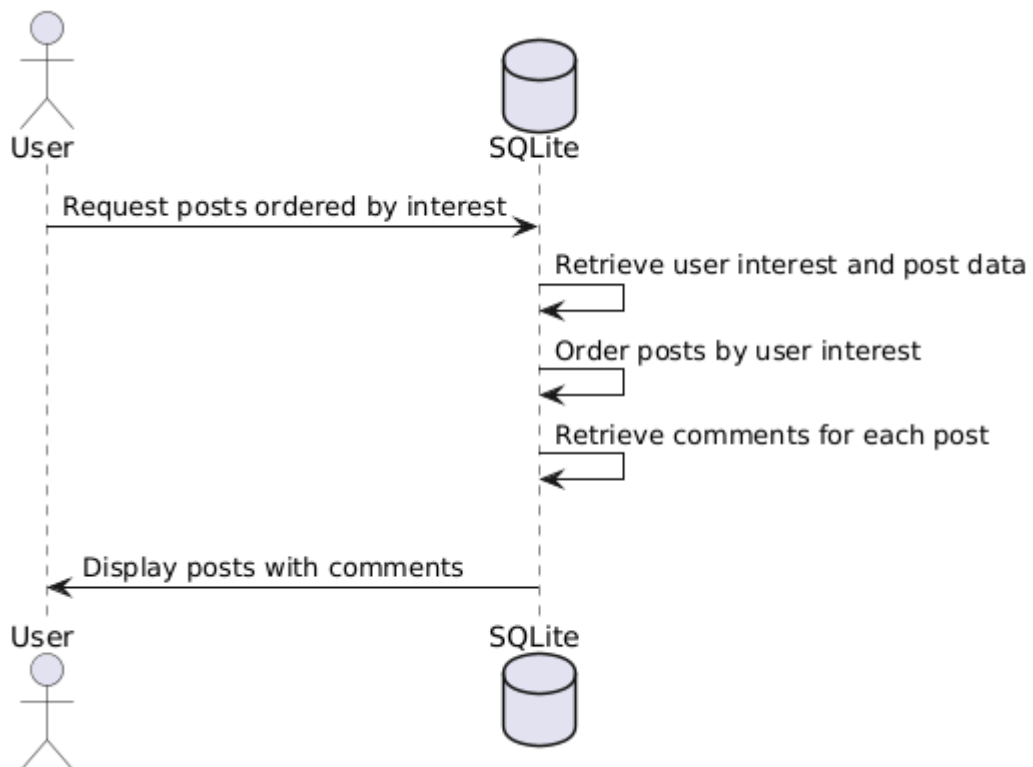 User
SQLite
Request posts ordered by interest
Retrieve user interest and post data
Order posts by user interest
Retrieve comments for each post
Display posts with comments
User
SQLite